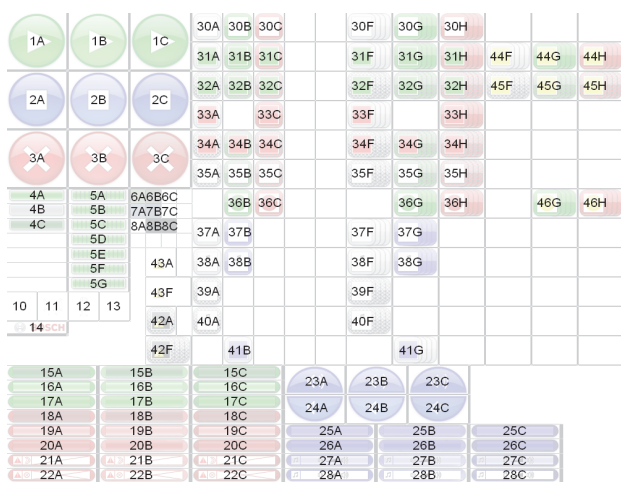 30A 30B 30C 30F 30G 30H
1A 1B 1C
31A 31B 31C 31F 31G 31H 44F 44G 44H
32A 32B 32C 32F 32G 32H 45F 45G 45H
2A 2B 2C
33A 33C 33F 33H
34A 34B 34C 34F 34G 34H
3A 3B 3C
35A 35B 35C 35F 35G 35H
4A 5A 6A6B6C
36B 36C 36G 36H 46G 46H
4B 5B 7A7B7C
4C 5C 8A8B8C
37A 37B 37F 37G
5D
5E
43A 38A 38B 38F 38G
5F
5G
43F 39A 39F
10 11 12 13
42A 40A 40F
14SCH
42F 41B 41G
15A 15B 15C
16A 16B 16C 23A 23B 23C
17A 17B 17C
18A 18B 18C 24A 24B 24C
19A 19B 19C 25A 25B 25C
20A 20B 20C 26A 26B 26C
21A 21B 21C 27A 27B 27C
22A 22B 22C 28A 28B 28C